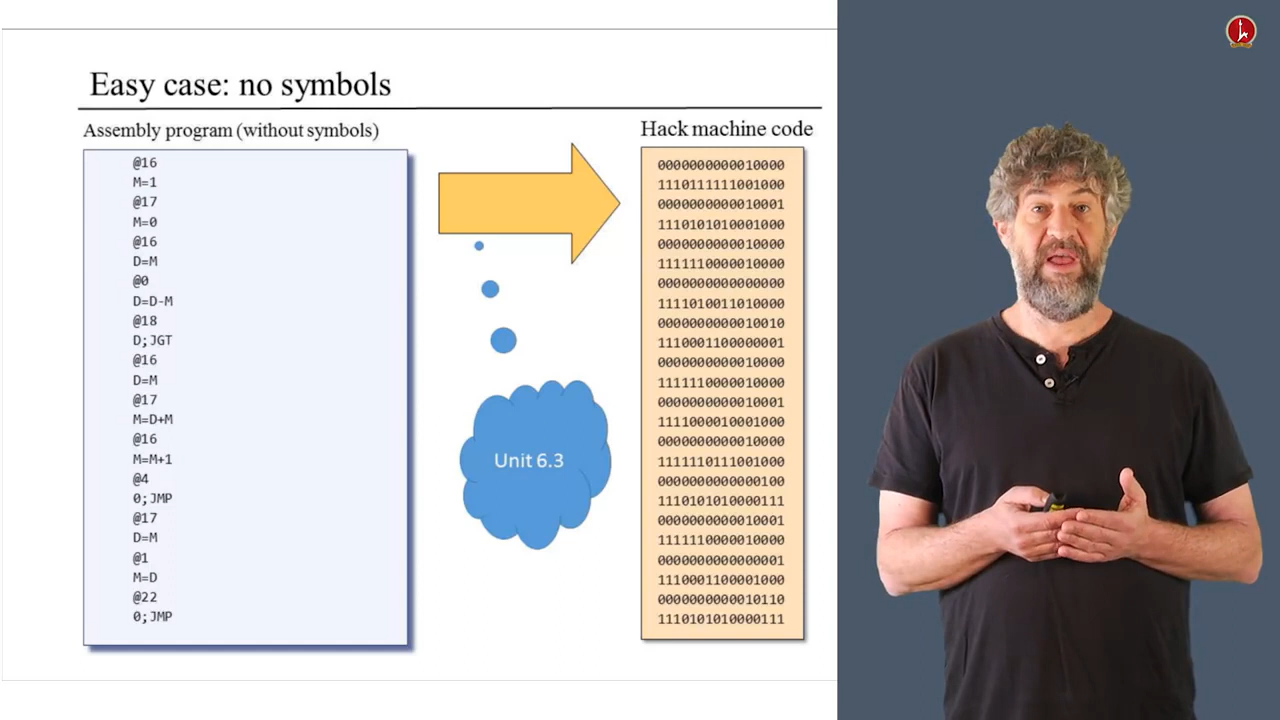 Easy case: no symbols
Assembly program (without symbols)
@16
M=1
@17
M=0
@16
D=M
@0
D=D-M
@18
D;JGT
@16
D=M
@17
M=D+M
@16
M=M+1
@4
0;JMP
@17
D=M
@1
M=D
@22
0;JMP
Unit 6.3
Hack machine code
0000000000010000
1110111111001000
0000000000010001
1110101010001000
0000000000010000
1111110000010000
0000000000000000
1111010011010000
0000000000010010
1110001100000001
0000000000010000
1111110000010000
0000000000010001
1111000010001000
0000000000010000
1111110111001000
0000000000000100
1110101010000111
0000000000010001
1111110000010000
0000000000000001
1110001100001000
0000000000010110
1110101010000111